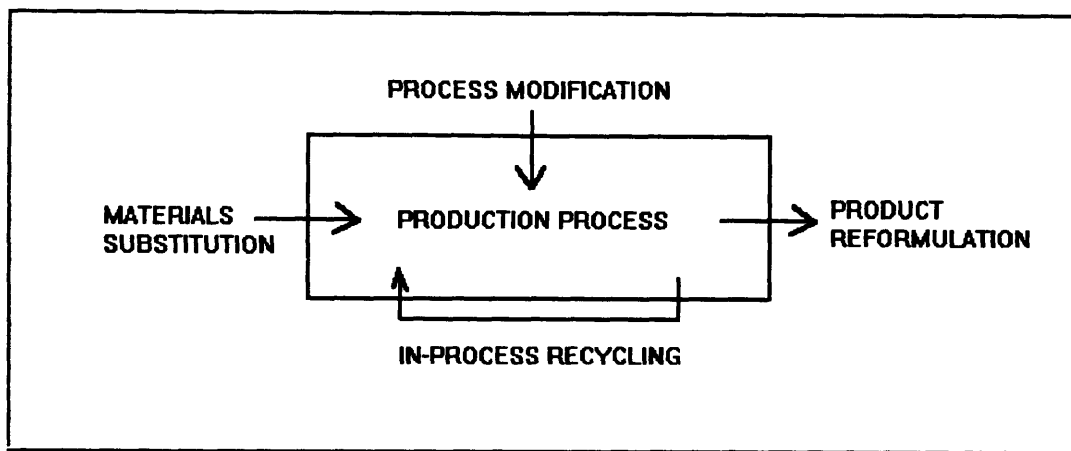 PROCESS MODIFICATION
MATERIALS
SUBSTITUTION
PRODUCTION PROCESS
PRODUCT
REFORMULATION
IN-PROCESS RECYCLING